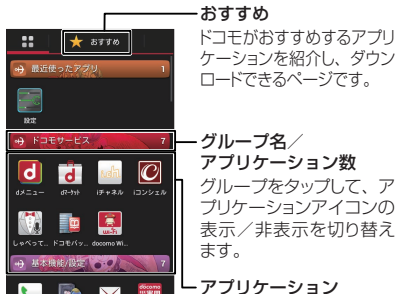 おすすめ
おすすめ
ドコモがおすすめするアプリ
ケーションを紹介し、ダウン
ロードできるページです。
最近使ったアプリ 1
設定
ドコモサービス 7
グループ名／
アプリケーション数
グループをタップして、ア
プリケーションアイコンの
表示／非表示を切り替え
ます。
dメニュー dマーケット iチャネル iコンシェル
しゃべって... ドコモバッ... docomo Wi...
Wi-Fi
基本機能/設定 7
アプリケーション
docomo